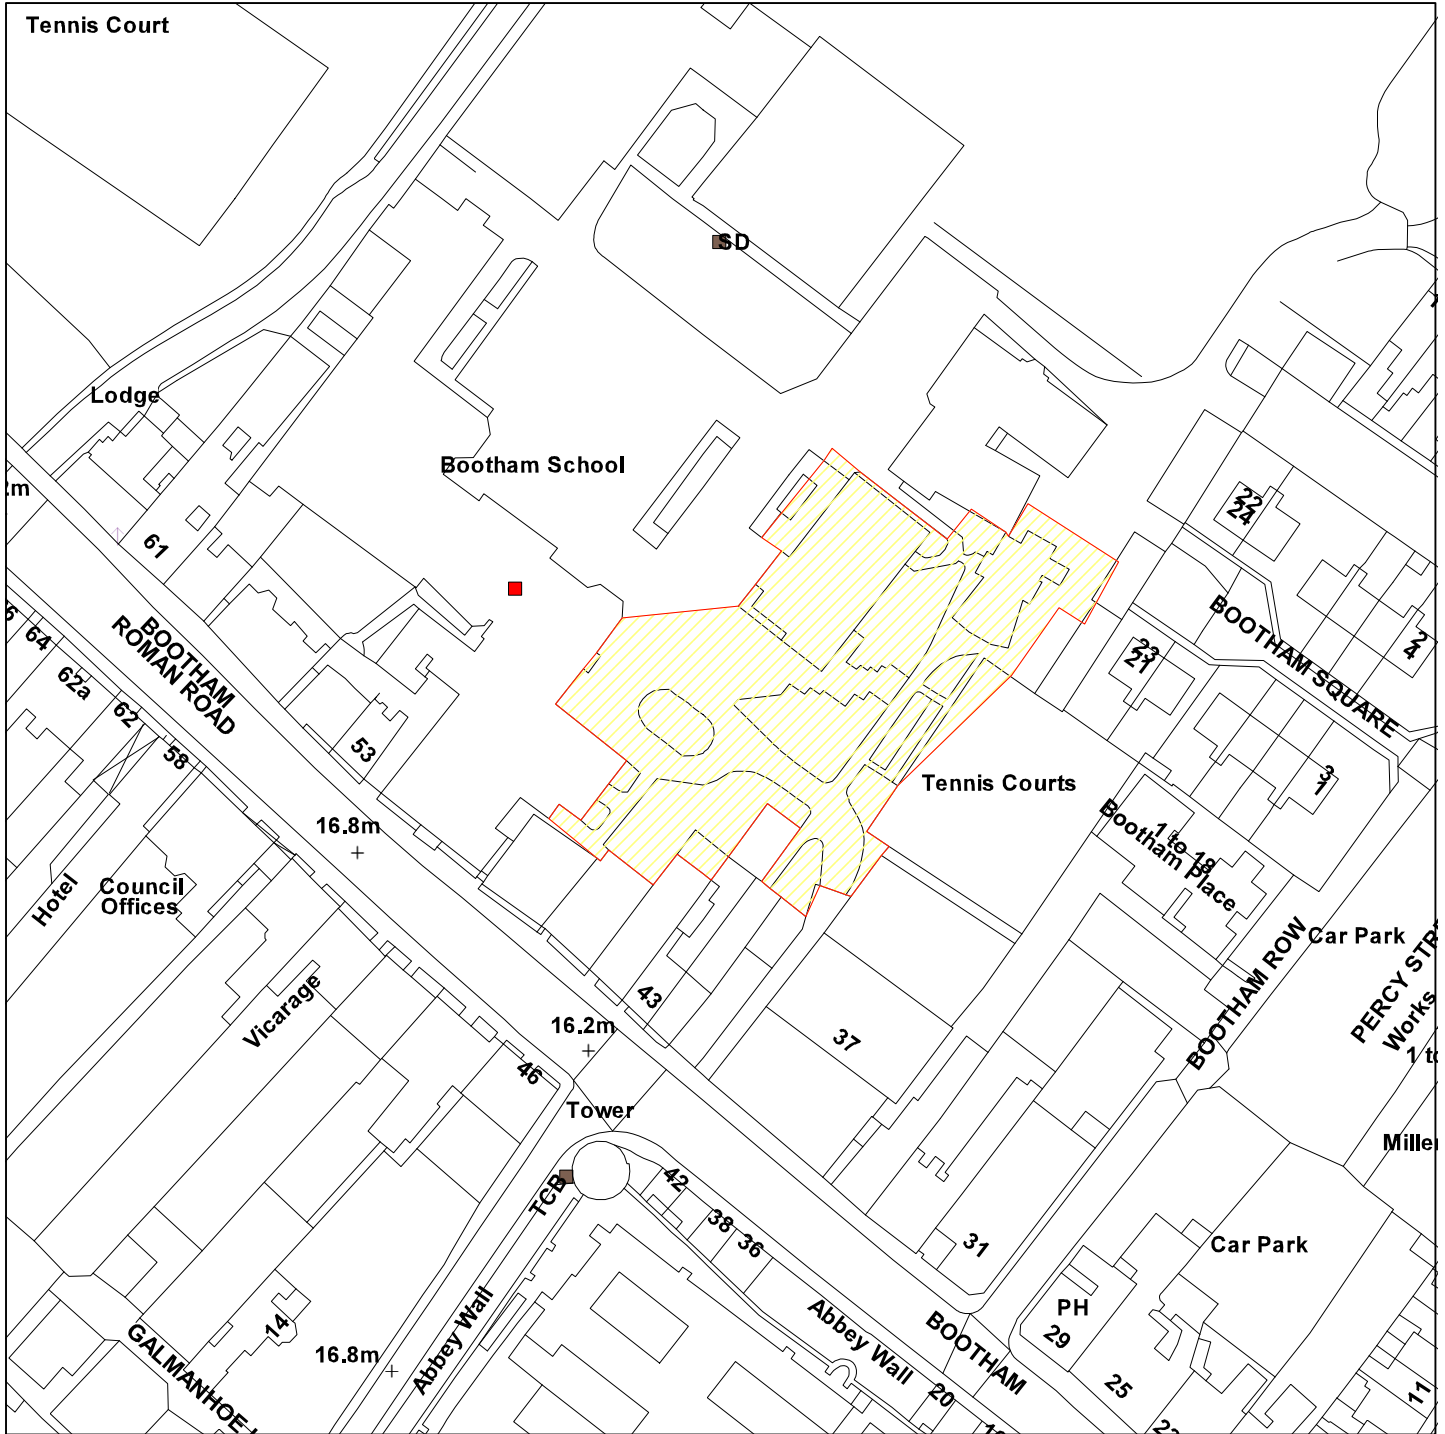 Tennis Court
SD
Lodge
Bootham School
22
24
61
BOOTHAM
ROMAN ROAD
64
62a
62
58
53
23
21
BOOTHAM SQUARE
2
4
3
1
Tennis Courts
16.8m
1 to 18
Bootham Place
Hotel
Council
Offices
Car Park
BOOTHAM ROW
PERCY STR
Works
Vicarage
43
16.2m
37
46
1 to
Tower
TCB
42
38
36
31
Car Park
Miller
PH
29
14
16.8m
Abbey Wall
Abbey Wall
BOOTHAM
GALMANHOE
20
25
11